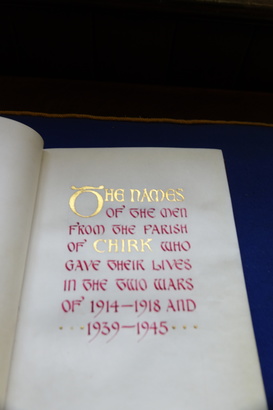 THE NAMES
OF THE MEN
FROM THE PARISH
OF CHIRK WHO
GAVE THEIR LIVES
IN THE TWO WARS
OF 1914–1918 AND
···1939–1945···